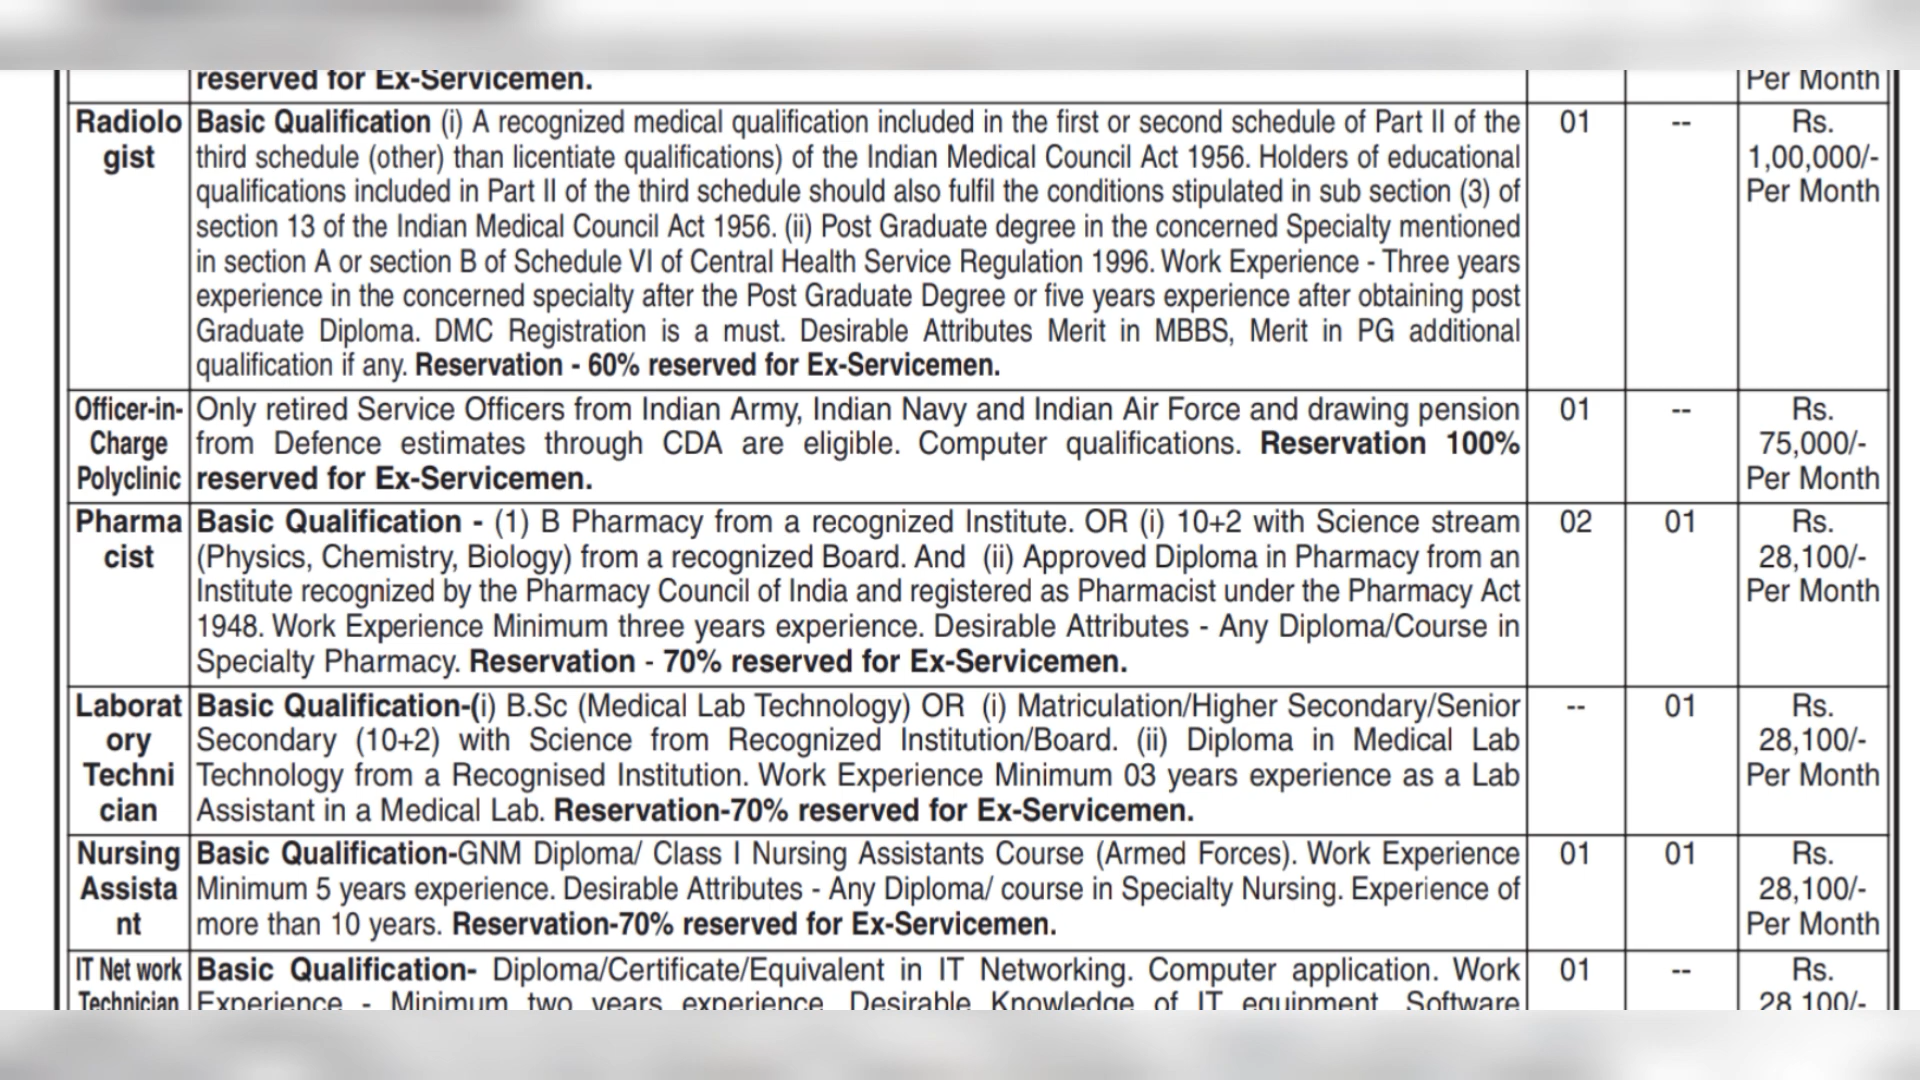 reserved for Ex-Servicemen. Per Month
Radiolo Basic Qualification (i) A recognized medical qualification included in the first or second schedule of Part II of the 01 -- Rs.
gist third schedule (other) than licentiate qualifications) of the Indian Medical Council Act 1956. Holders of educational 1,00,000/-
qualifications included in Part II of the third schedule should also fulfil the conditions stipulated in sub section (3) of Per Month
section 13 of the Indian Medical Council Act 1956. (ii) Post Graduate degree in the concerned Specialty mentioned
in section A or section B of Schedule VI of Central Health Service Regulation 1996. Work Experience - Three years
experience in the concerned specialty after the Post Graduate Degree or five years experience after obtaining post
Graduate Diploma. DMC Registration is a must. Desirable Attributes Merit in MBBS, Merit in PG additional
qualification if any. Reservation - 60% reserved for Ex-Servicemen.
Officer-in- Only retired Service Officers from Indian Army, Indian Navy and Indian Air Force and drawing pension 01 -- Rs.
Charge from Defence estimates through CDA are eligible. Computer qualifications. Reservation 100% 75,000/-
Polyclinic reserved for Ex-Servicemen. Per Month
Pharma Basic Qualification - (1) B Pharmacy from a recognized Institute. OR (i) 10+2 with Science stream 02 01 Rs.
cist (Physics, Chemistry, Biology) from a recognized Board. And (ii) Approved Diploma in Pharmacy from an 28,100/-
Institute recognized by the Pharmacy Council of India and registered as Pharmacist under the Pharmacy Act Per Month
1948. Work Experience Minimum three years experience. Desirable Attributes - Any Diploma/Course in
Specialty Pharmacy. Reservation - 70% reserved for Ex-Servicemen.
Laborat Basic Qualification-(i) B.Sc (Medical Lab Technology) OR (i) Matriculation/Higher Secondary/Senior -- 01 Rs.
ory Secondary (10+2) with Science from Recognized Institution/Board. (ii) Diploma in Medical Lab 28,100/-
Techni Technology from a Recognised Institution. Work Experience Minimum 03 years experience as a Lab Per Month
cian Assistant in a Medical Lab. Reservation-70% reserved for Ex-Servicemen.
Nursing Basic Qualification-GNM Diploma/ Class I Nursing Assistants Course (Armed Forces). Work Experience 01 01 Rs.
Assista Minimum 5 years experience. Desirable Attributes - Any Diploma/ course in Specialty Nursing. Experience of 28,100/-
nt more than 10 years. Reservation-70% reserved for Ex-Servicemen. Per Month
IT Net work Basic Qualification- Diploma/Certificate/Equivalent in IT Networking. Computer application. Work 01 -- Rs.
Technician Experience - Minimum two years experience Desirable Knowledge of IT equipment Software 28,100/-